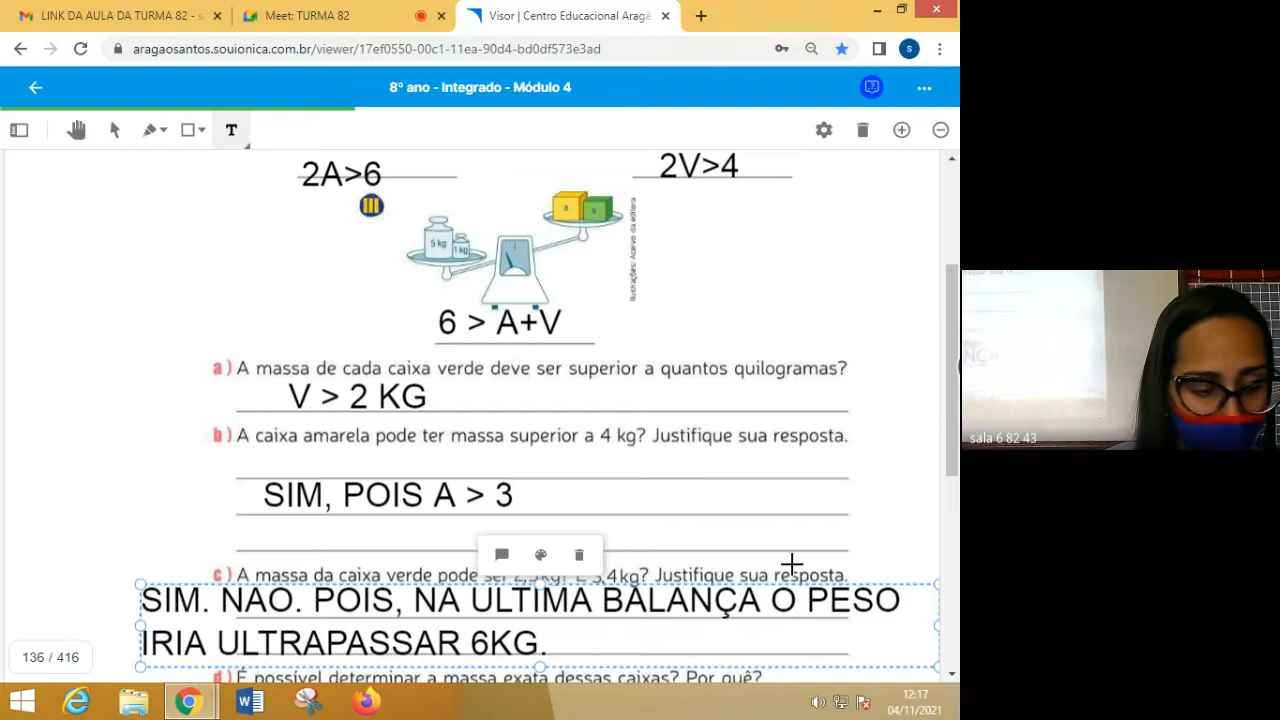 LINK DA AULA DA TURMA 82 - s
Meet: TURMA 82
Visor | Centro Educacional Aragã
aragaosantos.souionica.com.br/viewer/17ef0550-00c1-11ea-90d4-bd0df573e3ad
s
8º ano - Integrado - Módulo 4
T
2A>6
2V>4
III
a
v
5 kg
1 kg
Ilustrações: Acervo da editora
6 > A+V
a) A massa de cada caixa verde deve ser superior a quantos quilogramas?
V > 2 KG
b) A caixa amarela pode ter massa superior a 4 kg? Justifique sua resposta.
SIM, POIS A > 3
c) A massa da caixa verde pode ser 2,5kg? E 3,4kg? Justifique sua resposta.
SIM. NAO. POIS, NA ULTIMA BALANÇA O PESO
IRIA ULTRAPASSAR 6KG.
136 / 416
d) É possível determinar a massa exata dessas caixas? Por quê?
sala 6 82 43
12:17
04/11/2021